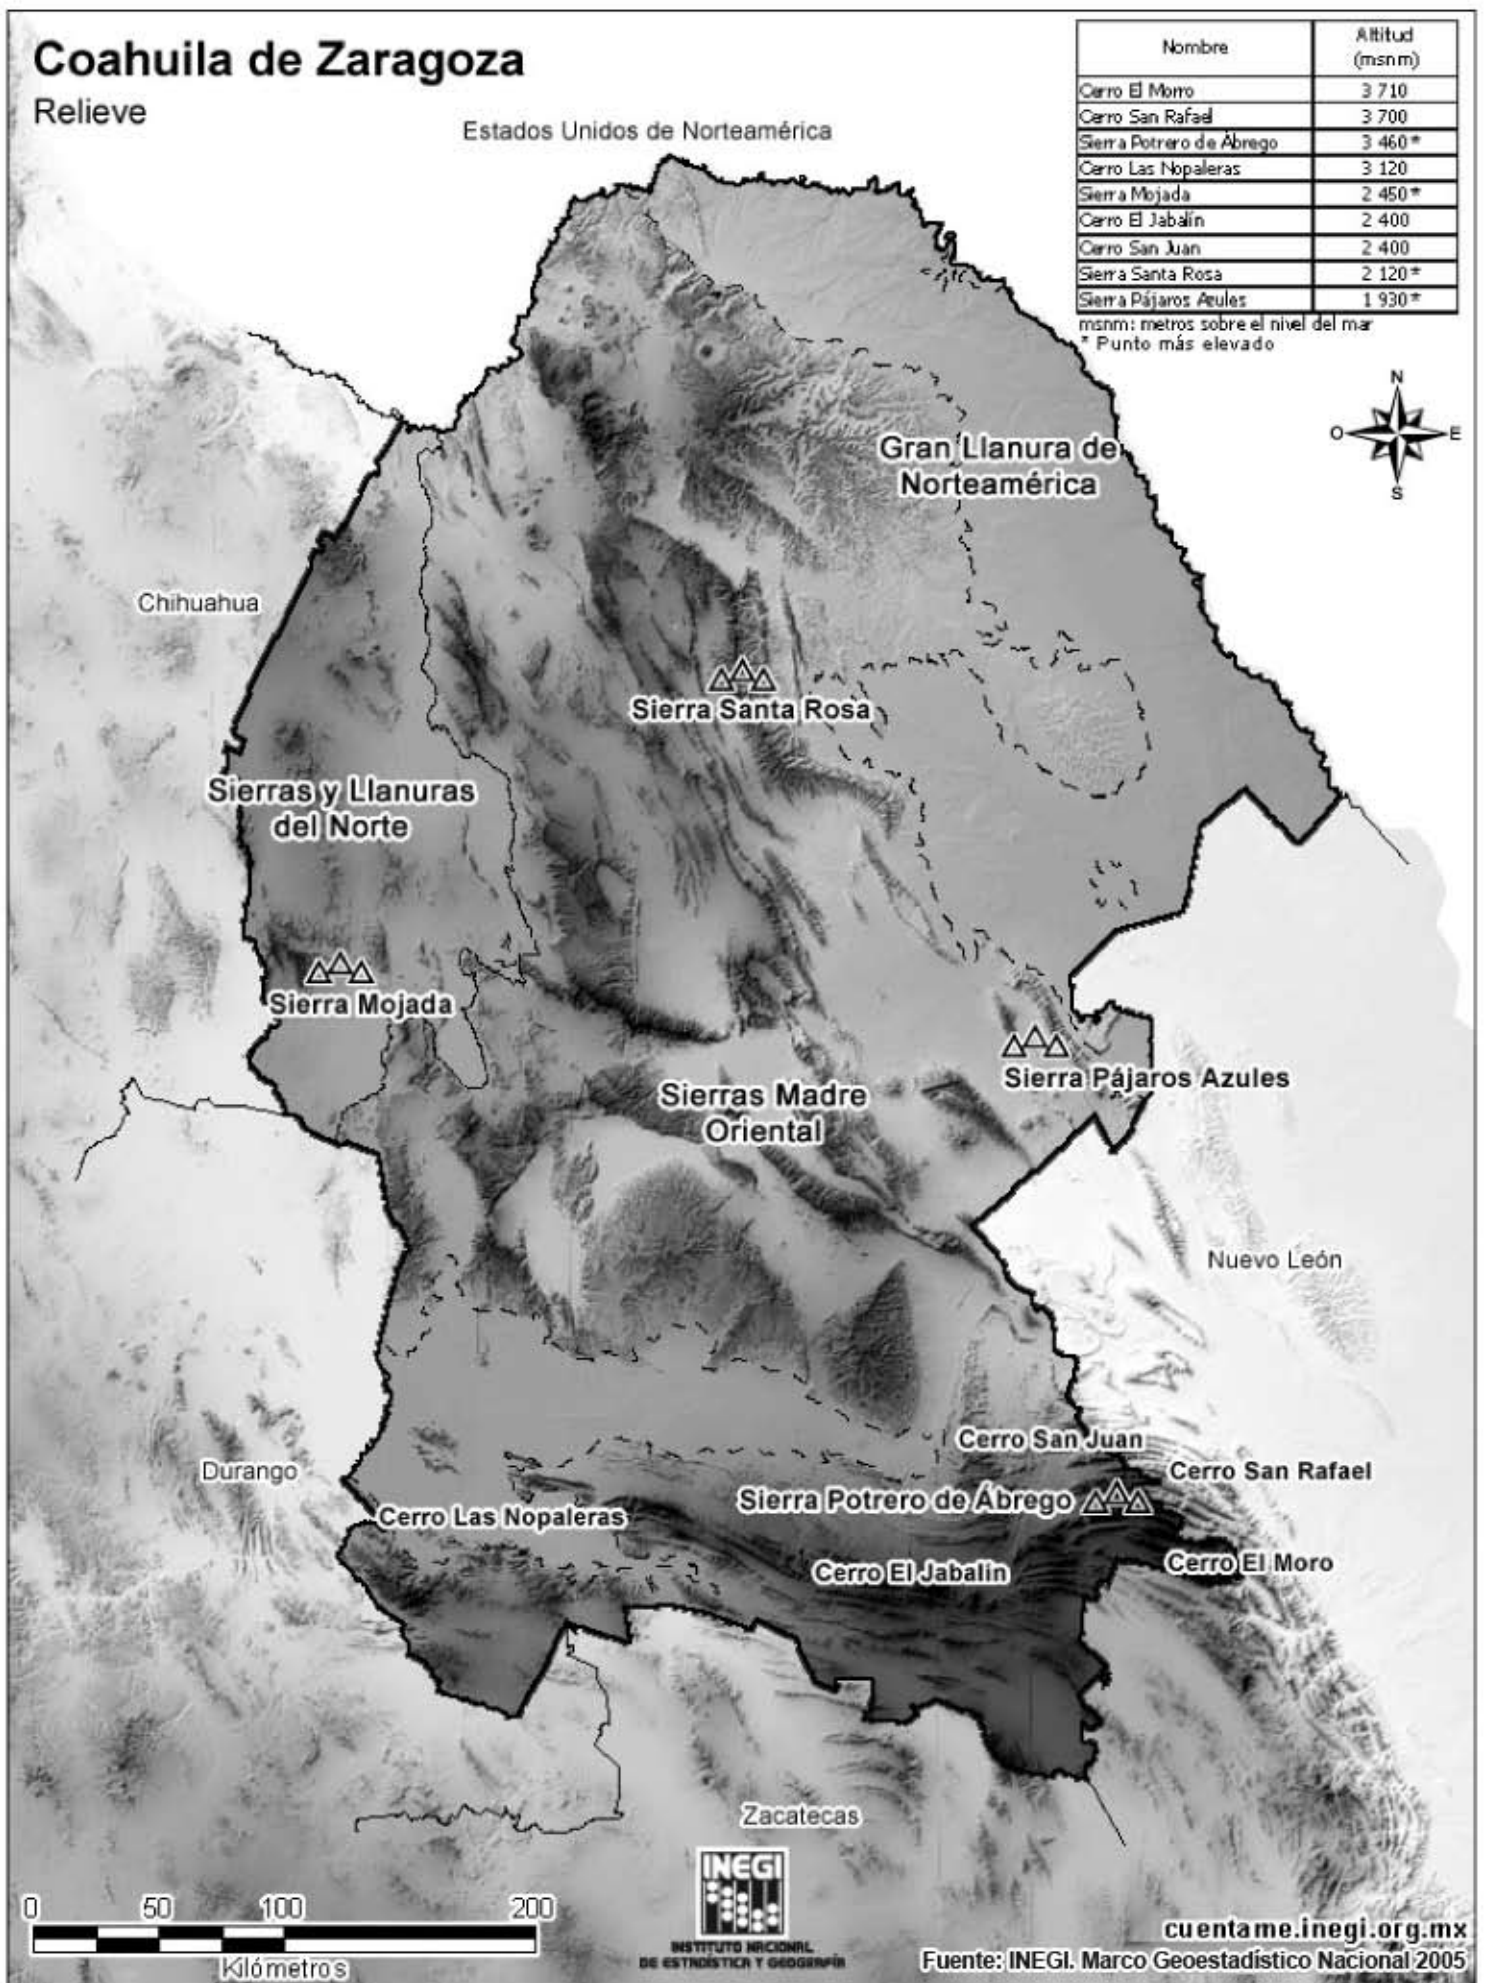 Coahuila de Zaragoza
Relieve
Nombre
Altitud
(msnm)
Cerro El Morro 3 710
Cerro San Rafael 3 700
Sierra Potrero de Ábrego 3 460*
Cerro Las Nopaleras 3 120
Sierra Mojada 2 450*
Cerro El Jabalín 2 400
Cerro San Juan 2 400
Sierra Santa Rosa 2 120*
Sierra Pájaros Azules 1 930*
msnm: metros sobre el nivel del mar
* Punto más elevado
Estados Unidos de Norteamérica
N
O
E
S
Gran Llanura de
Norteamérica
Chihuahua
Sierra Santa Rosa
Sierras y Llanuras
del Norte
Sierra Mojada
Sierra Pájaros Azules
Sierras Madre
Oriental
Nuevo León
Cerro San Juan
Durango
Cerro San Rafael
Sierra Potrero de Ábrego
Cerro Las Nopaleras
Cerro El Moro
Cerro El Jabalin
Zacatecas
0 50 100 200
Kilómetros
INEGI
INSTITUTO NACIONAL
DE ESTADÍSTICA Y GEOGRAFÍA
cuentame.inegi.org.mx
Fuente: INEGI. Marco Geoestadístico Nacional 2005